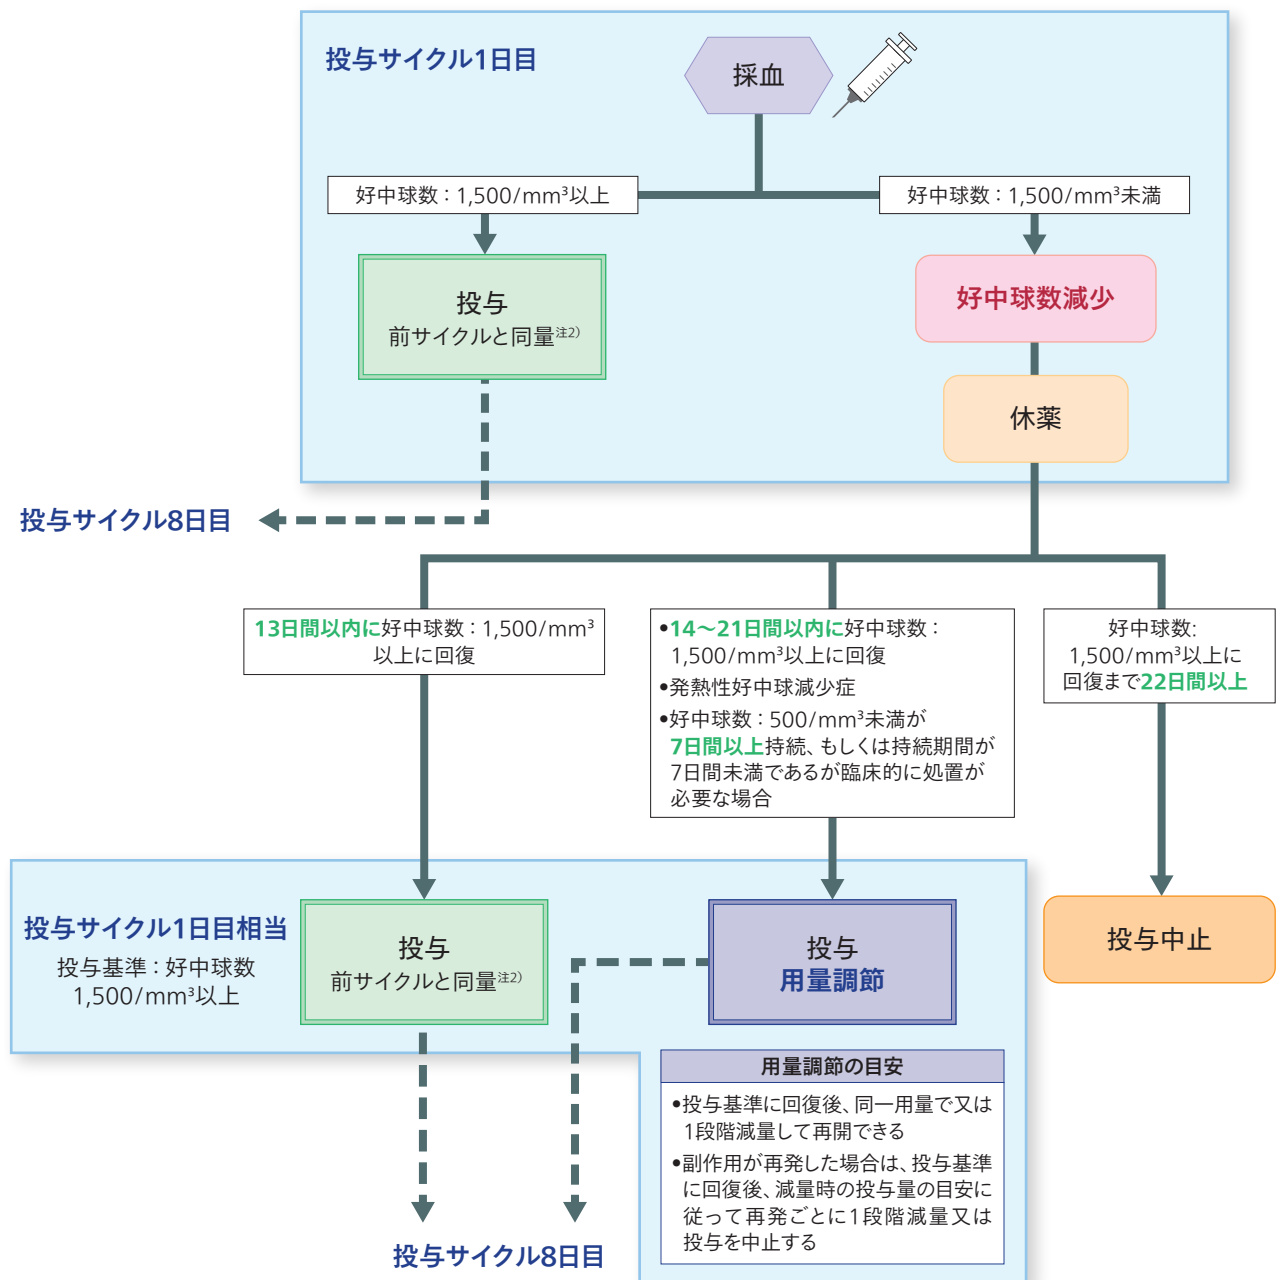 投与サイクル1日目
採血
好中球数：1,500/mm³以上
好中球数：1,500/mm³未満
投与
前サイクルと同量注2)
好中球数減少
休薬
投与サイクル8日目
13日間以内に好中球数：1,500/mm³
以上に回復
•14〜21日間以内に好中球数：
1,500/mm³以上に回復
•発熱性好中球減少症
•好中球数：500/mm³未満が
7日間以上持続、もしくは持続期間が
7日間未満であるが臨床的に処置が
必要な場合
好中球数:
1,500/mm³以上に
回復まで22日間以上
投与サイクル1日目相当
投与基準：好中球数
1,500/mm³以上
投与
前サイクルと同量注2)
投与
用量調節
投与中止
用量調節の目安
•投与基準に回復後、同一用量で又は
1段階減量して再開できる
•副作用が再発した場合は、投与基準
に回復後、減量時の投与量の目安に
従って再発ごとに1段階減量又は
投与を中止する
投与サイクル8日目